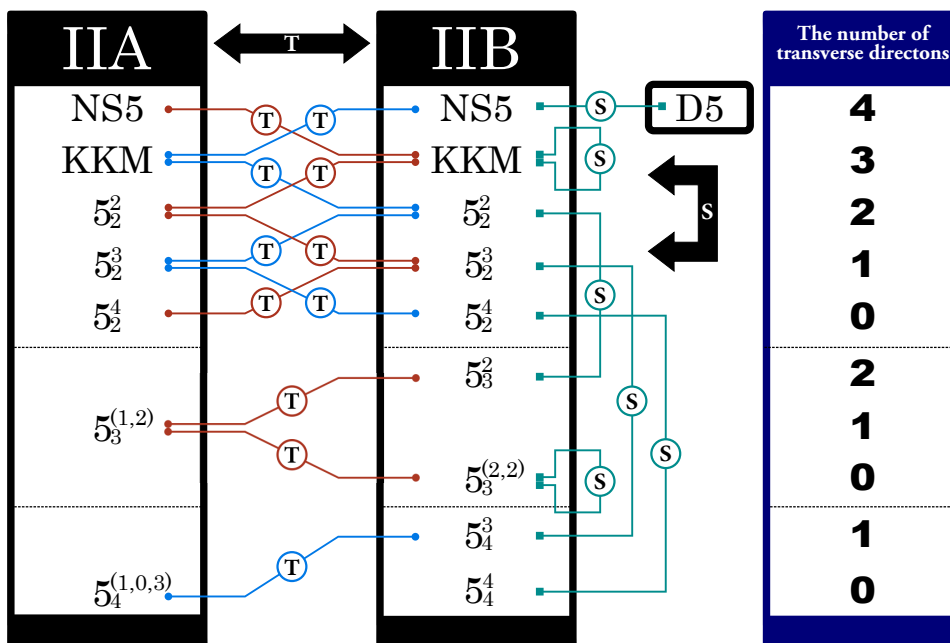 IIA T IIB The number of
transverse directons
NS5 T T NS5 S D5 4
KKM T T KKM S 3
5_2^2 5_2^2 S 2
5_2^3 T T 5_2^3 1
5_2^4 T T 5_2^4 S 0
5_3^2 2
5_3^{(1,2)} T S 1
T S
5_3^{(2,2)} S 0
5_4^3 1
T
5_4^{(1,0,3)} 5_4^4 0